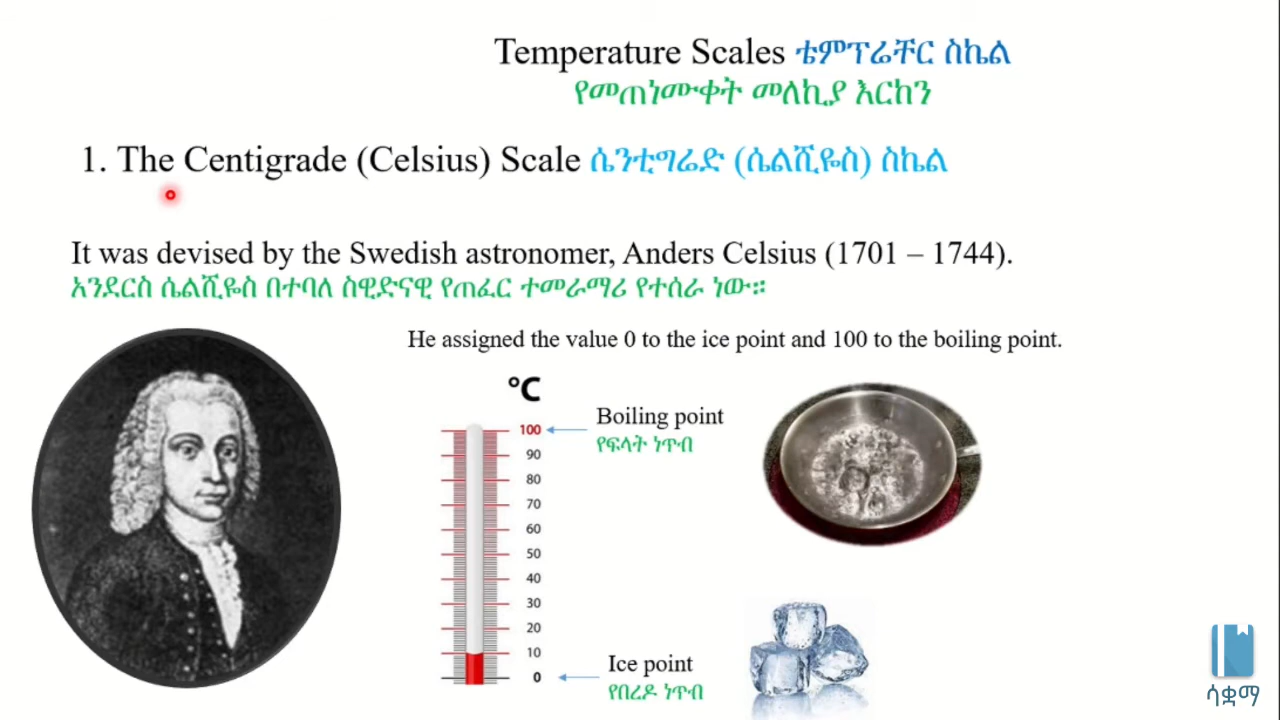 Temperature Scales ቴምፕሬቸር ስኬል
የመጠነሙቀት መለኪያ እርከን
1. The Centigrade (Celsius) Scale ሴንቲግሬድ (ሴልሺዬስ) ስኬል
It was devised by the Swedish astronomer, Anders Celsius (1701 – 1744).
አንደርስ ሴልሺዬስ በተባለ ስዊድናዊ የጠፈር ተመራማሪ የተሰራ ነው።
He assigned the value 0 to the ice point and 100 to the boiling point.
°C
Boiling point
የፍላት ነጥብ
100
90
80
70
60
50
40
30
20
10
0
Ice point
የበረዶ ነጥብ
ሳቋማ